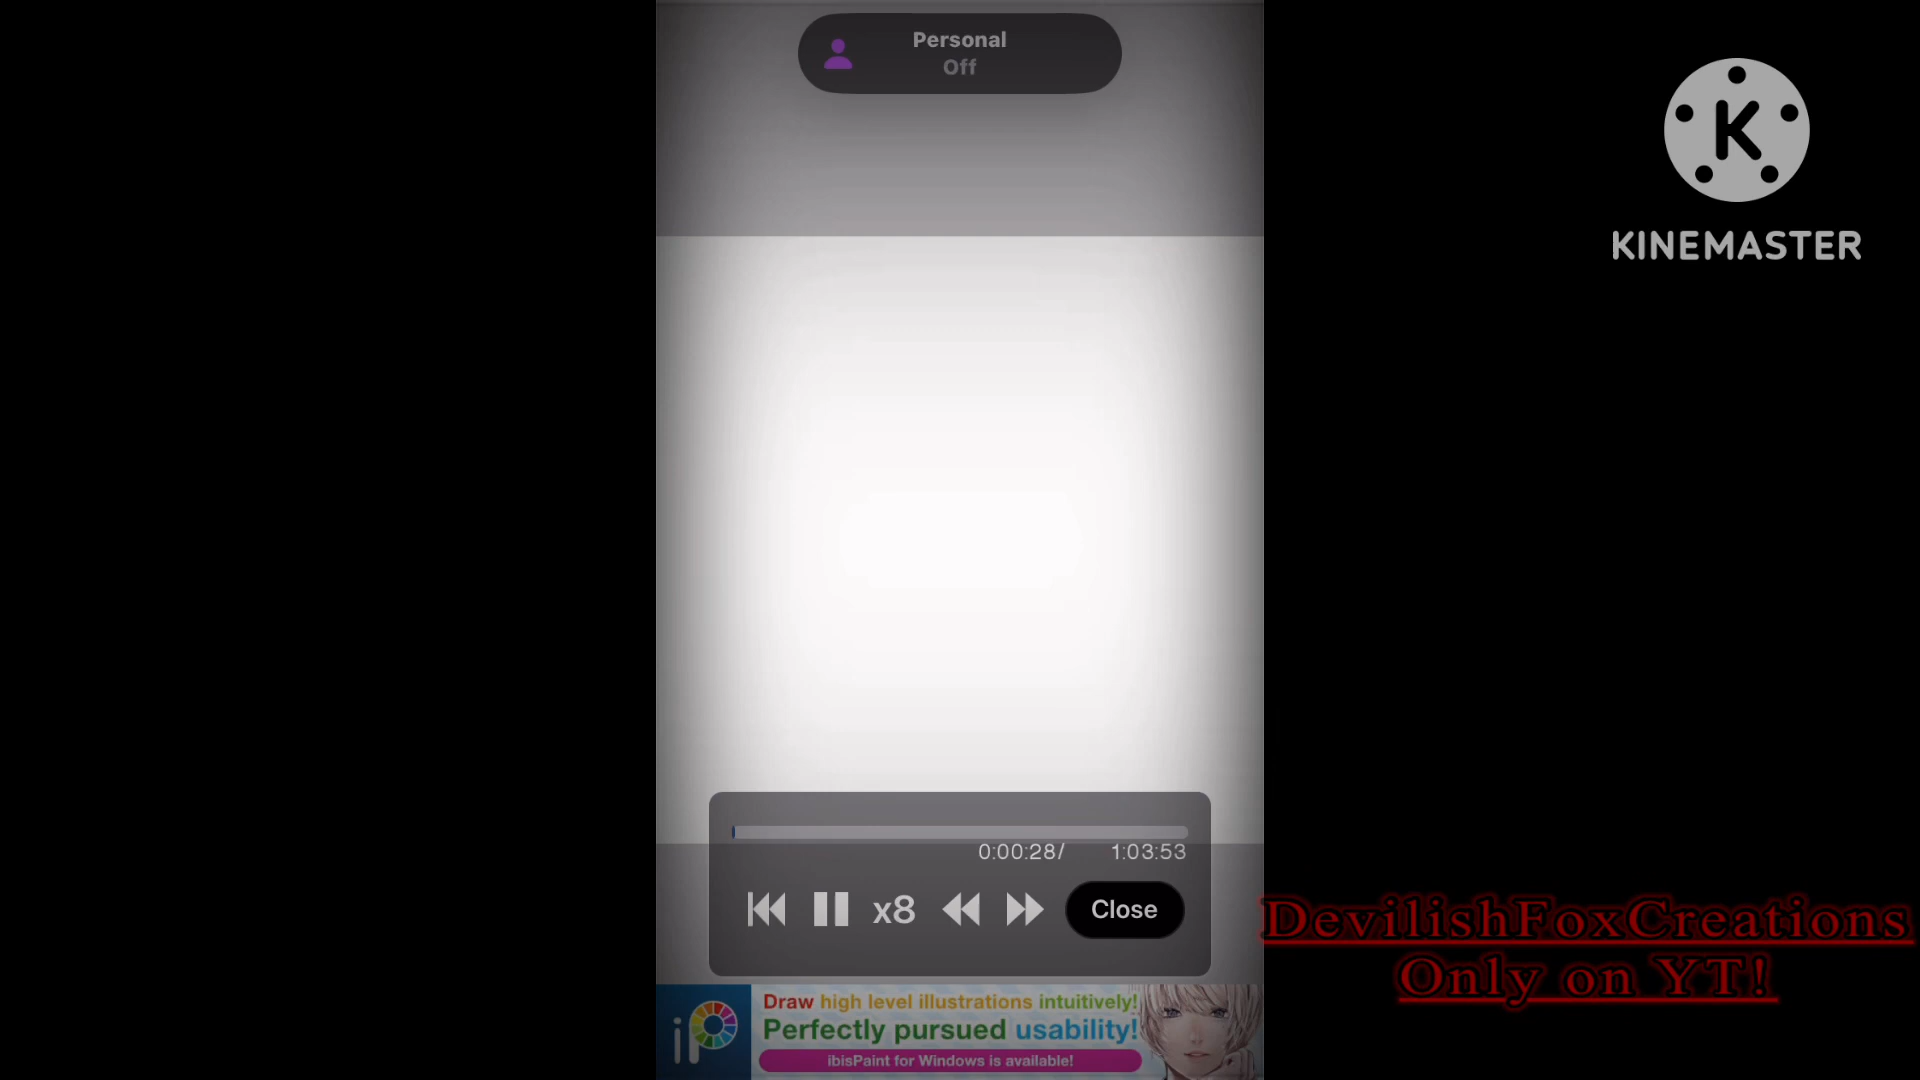 Personal
Off
K
KINEMASTER
0:00:28/ 1:03:53
x8
Close
DevilishFoxCreations
Only on YT!
iP
Draw high level illustrations intuitively!
Perfectly pursued usability!
ibisPaint for Windows is available!